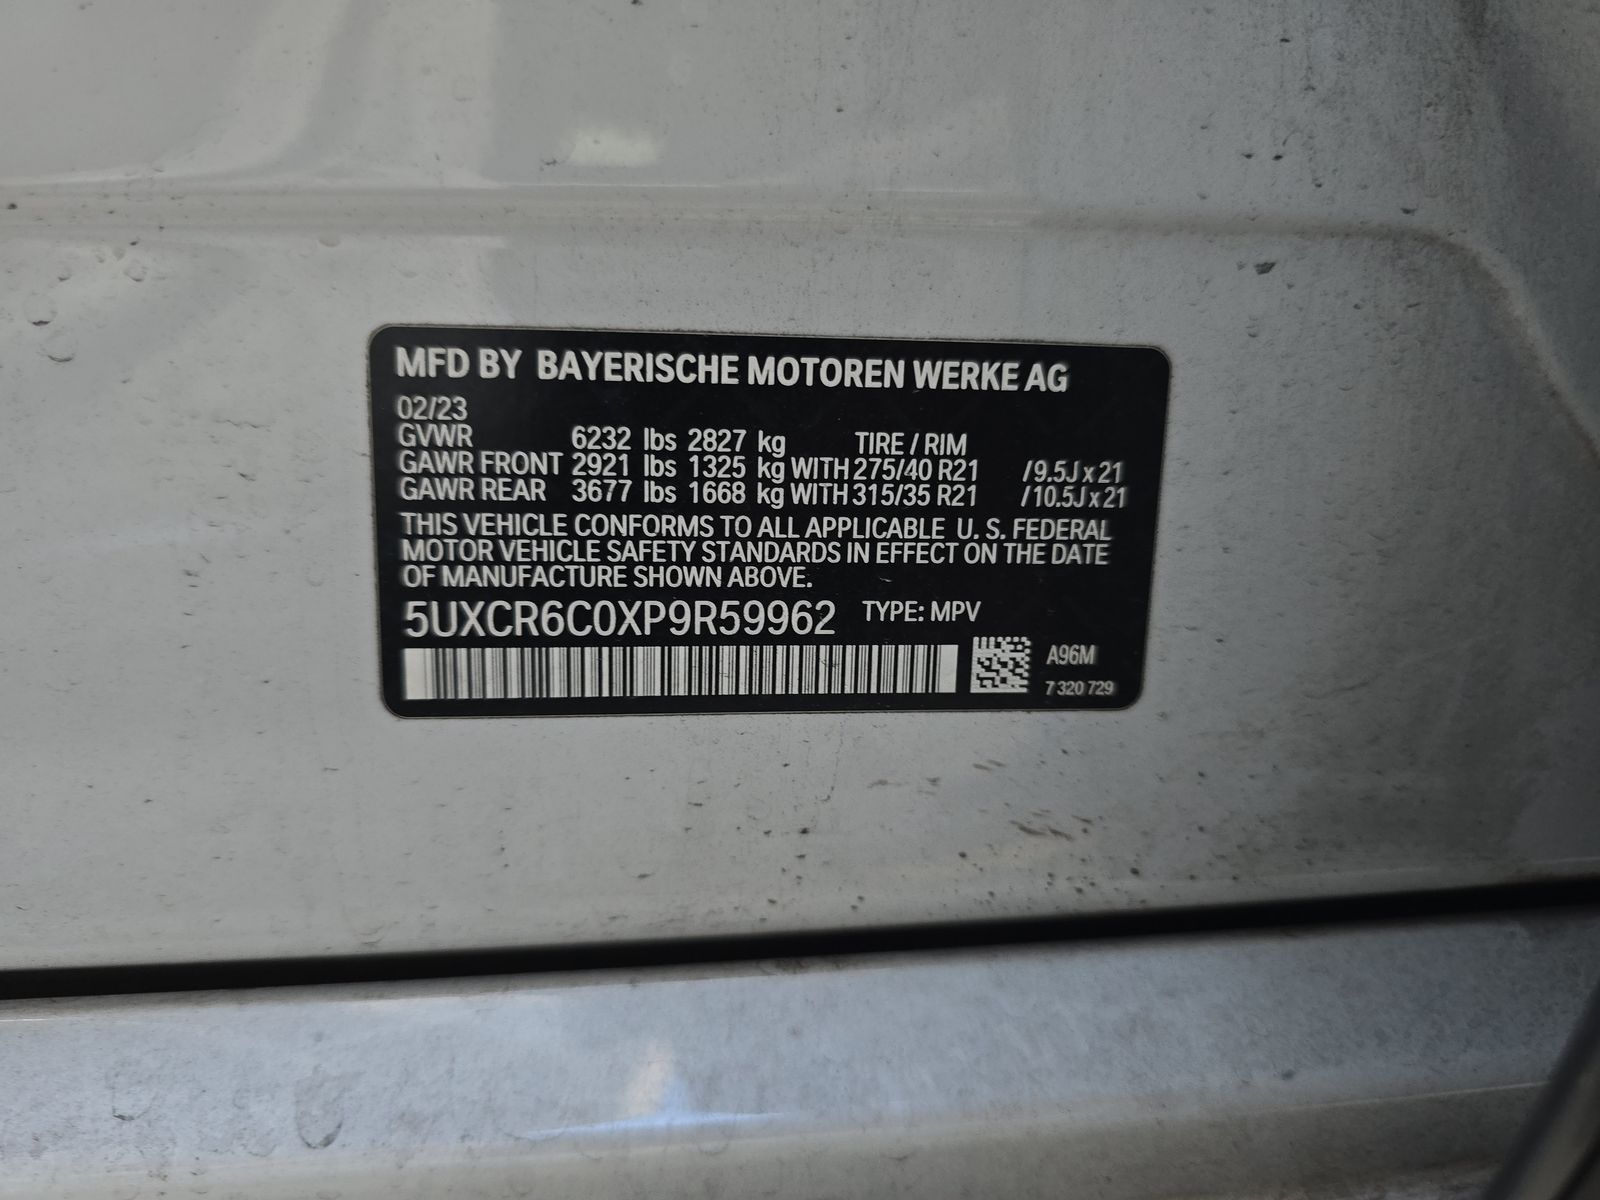 MFD BY BAYERISCHE MOTOREN WERKE AG
02/23
GVWR 6232 lbs 2827 kg TIRE / RIM
GAWR FRONT 2921 lbs 1325 kg WITH 275/40 R21 /9.5J x 21
GAWR REAR 3677 lbs 1668 kg WITH 315/35 R21 /10.5J x 21
THIS VEHICLE CONFORMS TO ALL APPLICABLE U. S. FEDERAL
MOTOR VEHICLE SAFETY STANDARDS IN EFFECT ON THE DATE
OF MANUFACTURE SHOWN ABOVE.
5UXCR6C0XP9R59962 TYPE: MPV
A96M
7 320 729